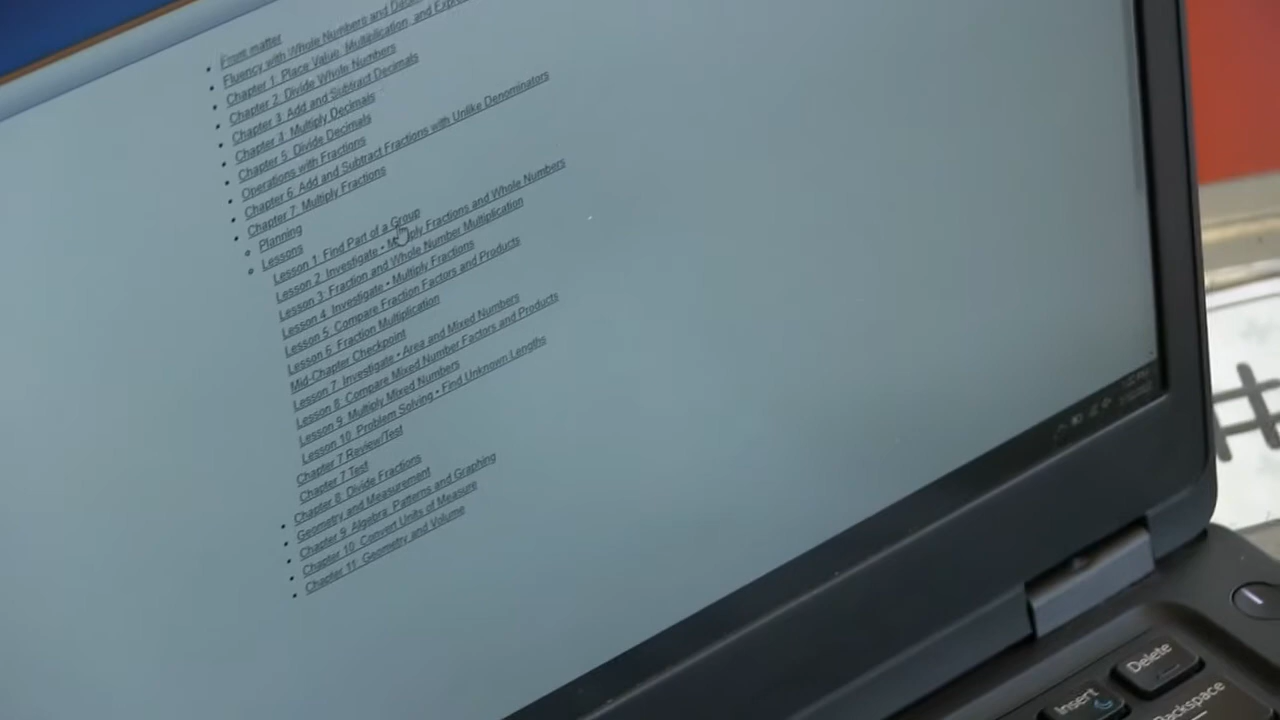 Front matter
Fluency with Whole Numbers and
Chapter 1: Place Value, Multiplication, and
Chapter 2: Divide Whole Numbers
Chapter 3: Add and Subtract Decimals
Chapter 4: Multiply Decimals
Chapter 5: Divide Decimals
Operations with Fractions
Chapter 6: Add and Subtract Fractions with Unlike Denominators
Chapter 7: Multiply Fractions
Planning
Lessons
Lesson 1: Find Part of a Group
Lesson 2: Investigate • Multiply Fractions and Whole Numbers
Lesson 3: Fraction and Whole Number Multiplication
Lesson 4: Investigate • Multiply Fractions
Lesson 5: Compare Fraction Factors and Products
Lesson 6: Fraction Multiplication
Mid-Chapter Checkpoint
Lesson 7: Investigate • Area and Mixed Numbers
Lesson 8: Compare Mixed Number Factors and Products
Lesson 9: Multiply Mixed Numbers
Lesson 10: Problem Solving • Find Unknown Lengths
Chapter 7 Review/Test
Chapter 7 Test
Chapter 8: Divide Fractions
Geometry and Measurement
Chapter 9: Algebra: Patterns and Graphing
Chapter 10: Convert Units of Measure
Chapter 11: Geometry and Volume
Delete
Insert
Backspace
#